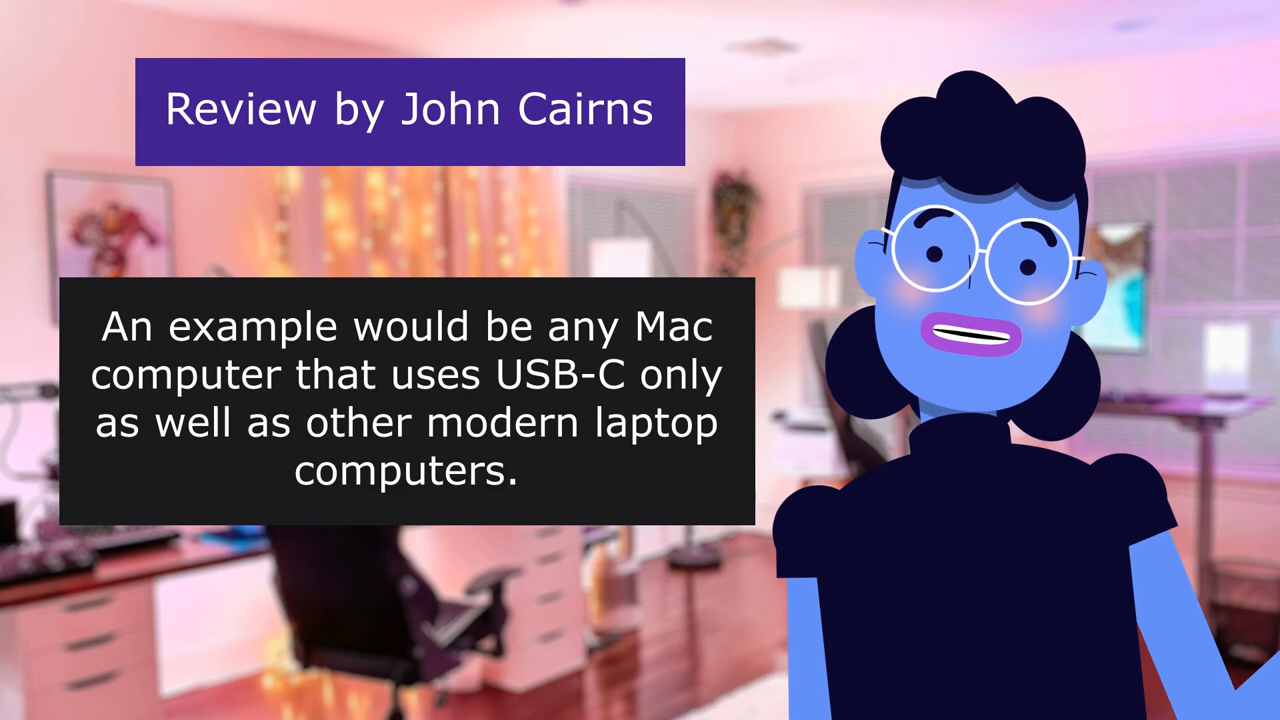 Review by John Cairns
An example would be any Mac
computer that uses USB-C only
as well as other modern laptop
computers.